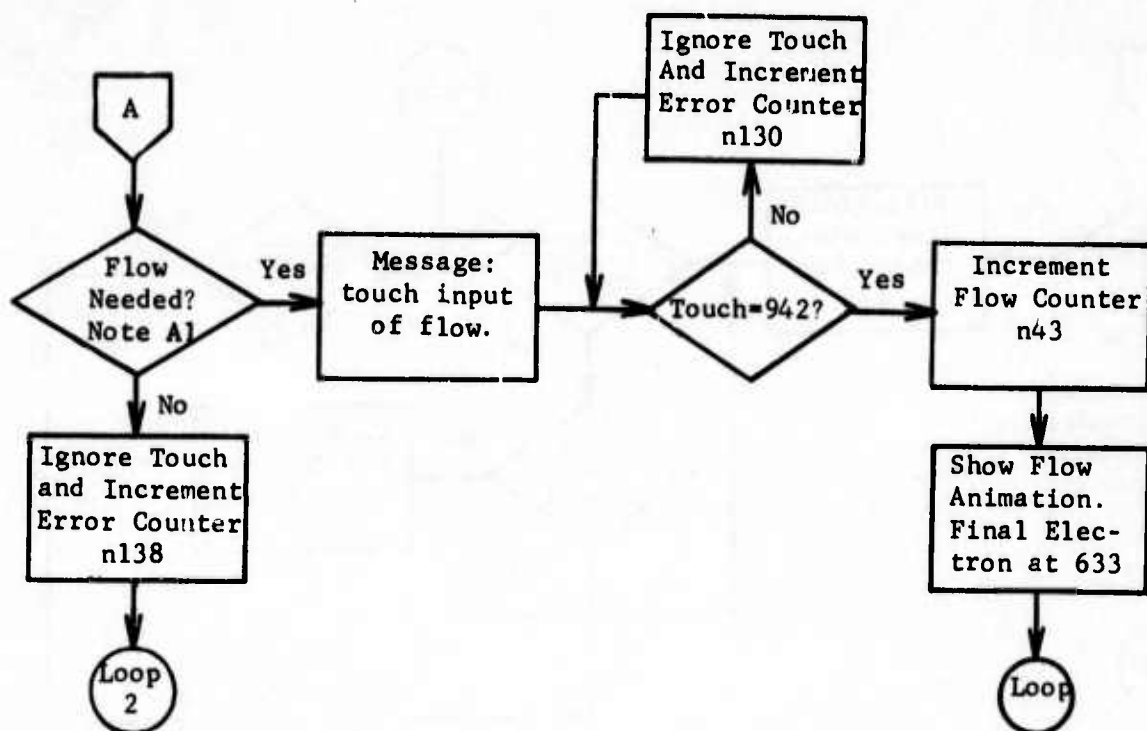 A
Flow
Needed?
Note A1
Yes
No
Ignore Touch
and Increment
Error Counter
n138
Loop
2
Message:
touch input
of flow.
Ignore Touch
And Increment
Error Counter
n130
No
Touch=942?
Yes
Increment
Flow Counter
n43
Show Flow
Animation.
Final Elec-
tron at 633
Loop